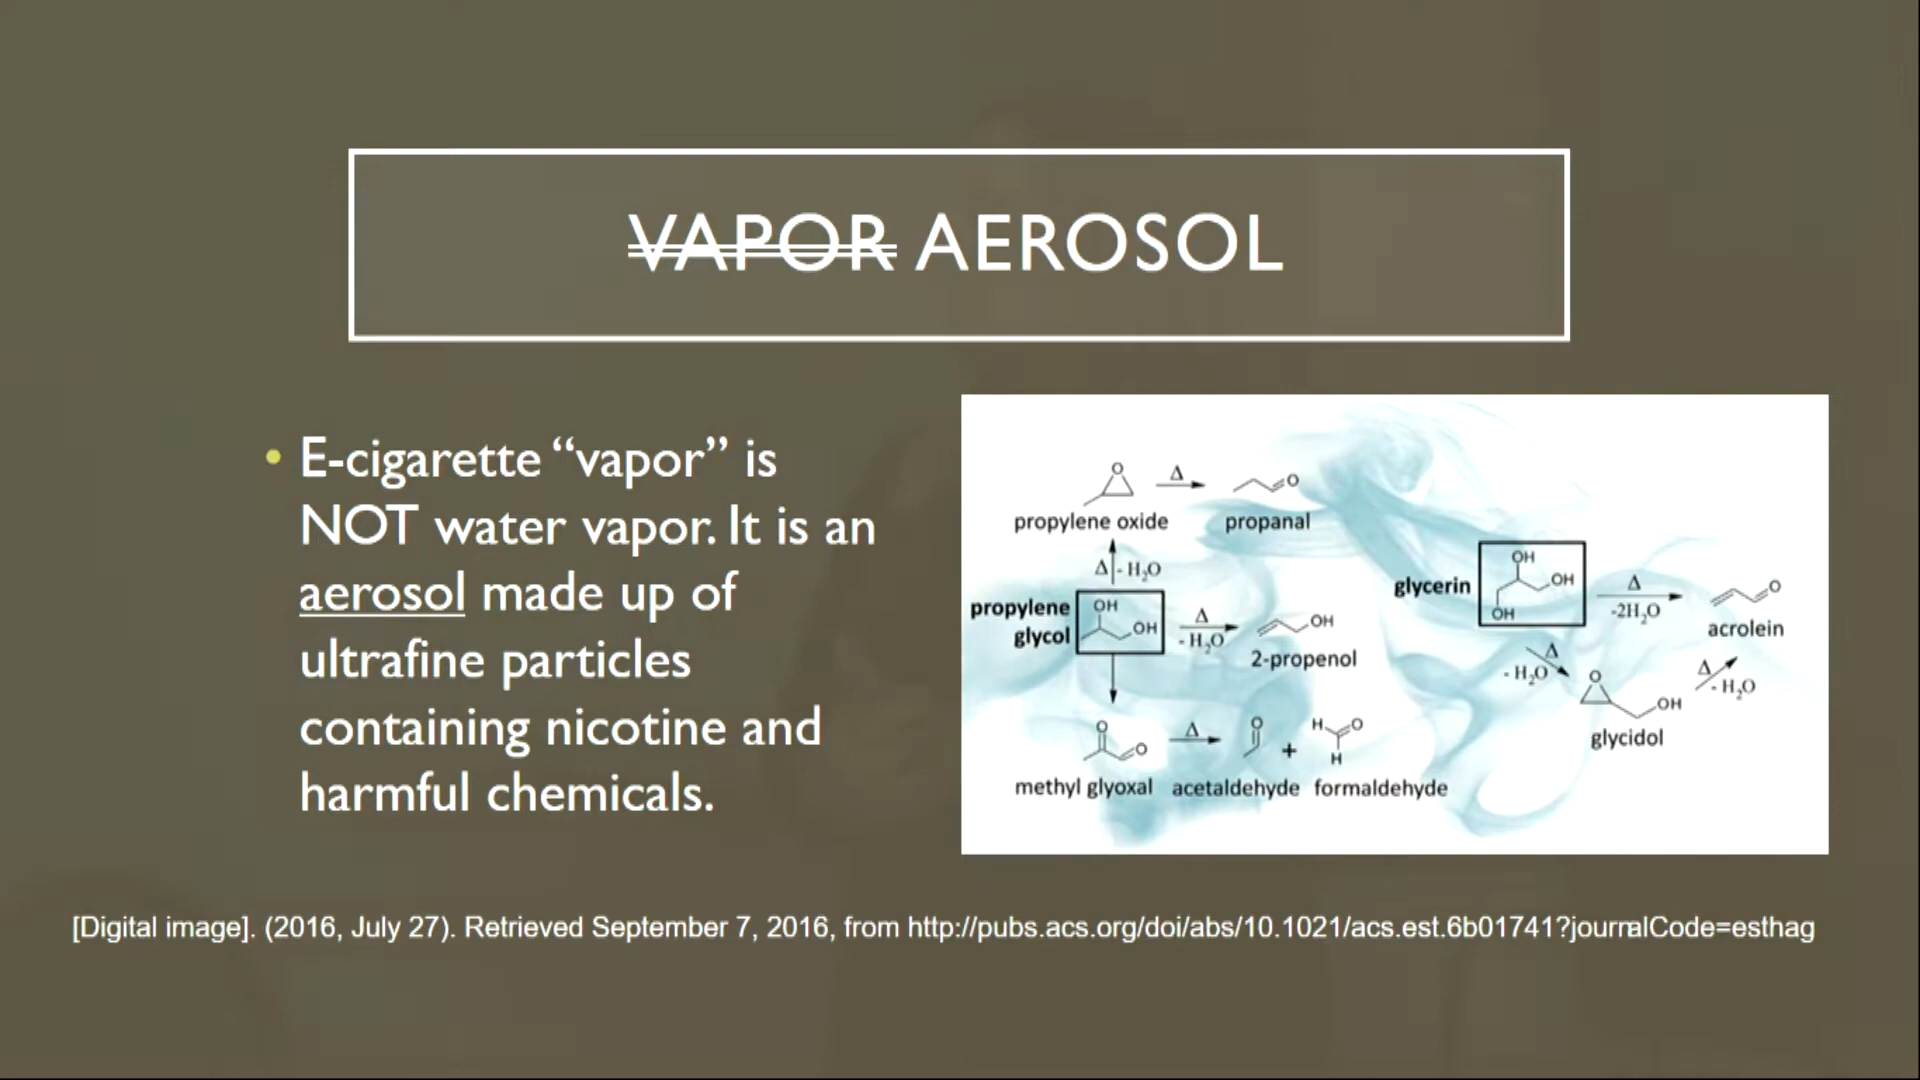 VAPOR AEROSOL
• E-cigarette “vapor” is
NOT water vapor. It is an
aerosol made up of
ultrafine particles
containing nicotine and
harmful chemicals.
O
Δ
O
propylene oxide
propanal
Δ - H₂O
propylene
glycol
OH
OH
Δ
- H₂O
OH
2-propenol
O
O
Δ
O
+
H
O
H
methyl glyoxal
acetaldehyde
formaldehyde
glycerin
OH
OH
OH
Δ
-2H₂O
O
acrolein
Δ
- H₂O
O
OH
glycidol
Δ
- H₂O
[Digital image]. (2016, July 27). Retrieved September 7, 2016, from http://pubs.acs.org/doi/abs/10.1021/acs.est.6b01741?journalCode=esthag